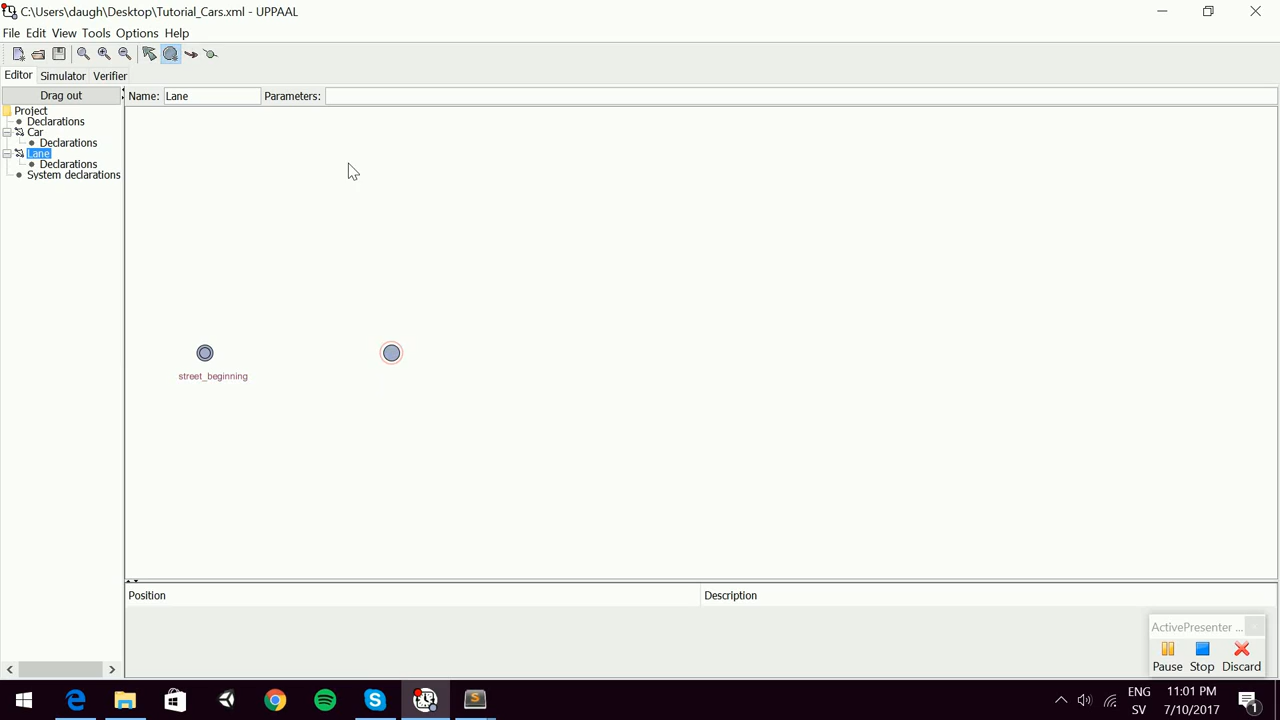 C:\Users\daugh\Desktop\Tutorial_Cars.xml - UPPAAL
File Edit View Tools Options Help
Editor Simulator Verifier
Drag out
Name: Lane Parameters:
Project
Declarations
Car
Declarations
Lane
Declarations
System declarations
street_beginning
Position Description
ActivePresenter ...
Pause Stop Discard
ENG 11:01 PM
SV 7/10/2017
1